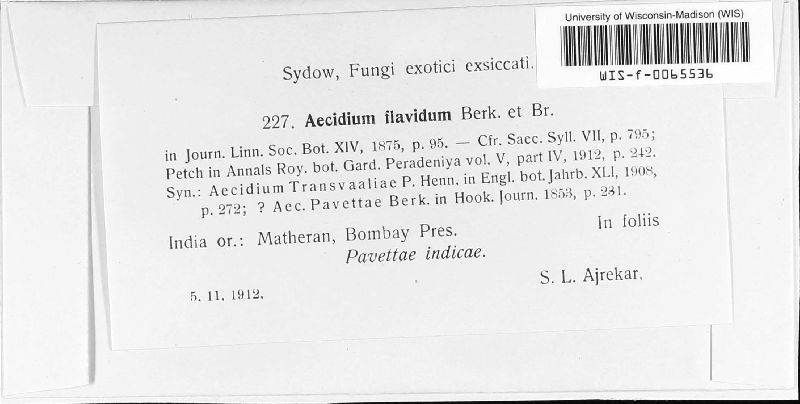 University of Wisconsin-Madison (WIS)
WIS-f-0065536
Sydow, Fungi exotici exsiccati.
227. Aecidium flavidum Berk. et Br.
in Journ. Linn. Soc. Bot. XIV, 1875, p. 95. — Cfr. Sacc. Syll. VII, p. 795;
Petch in Annals Roy. bot. Gard. Peradeniya vol. V, part IV, 1912, p. 242.
Syn.: Aecidium Transvaaliae P. Henn. in Engl. bot. Jahrb. XLI, 1908,
p. 272; ? Aec. Pavettae Berk. in Hook. Journ. 1853, p. 231.
India or.: Matheran, Bombay Pres. In foliis
Pavettae indicae.
5. 11. 1912. S. L. Ajrekar.